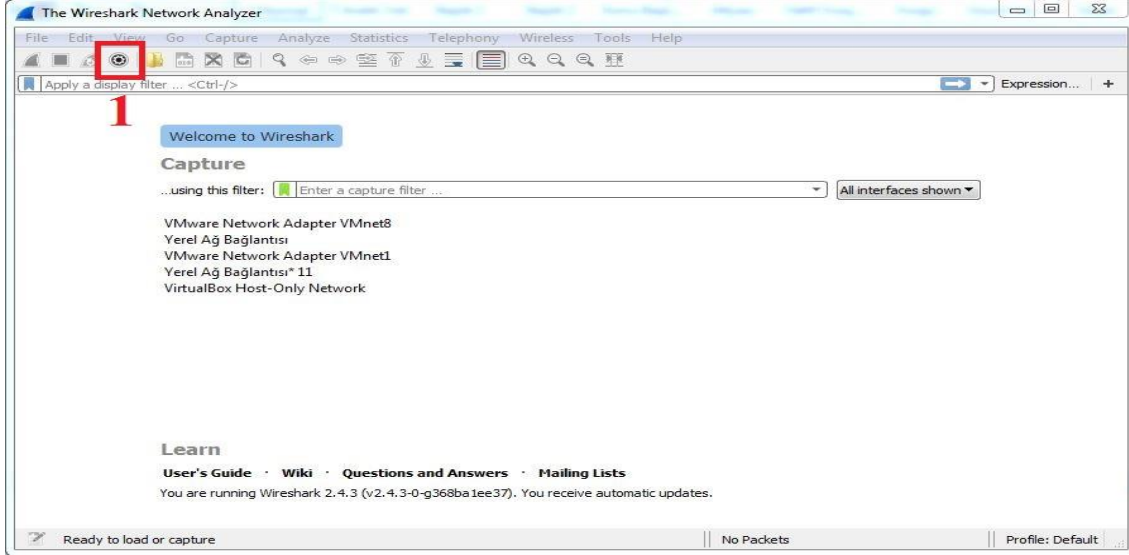 The Wireshark Network Analyzer
File Edit View Go Capture Analyze Statistics Telephony Wireless Tools Help
Apply a display filter ... <Ctrl-/> Expression... +
1
Welcome to Wireshark
Capture
...using this filter: Enter a capture filter ... All interfaces shown
VMware Network Adapter VMnet8
Yerel Ağ Bağlantısı
VMware Network Adapter VMnet1
Yerel Ağ Bağlantısı* 11
VirtualBox Host-Only Network
Learn
User's Guide · Wiki · Questions and Answers · Mailing Lists
You are running Wireshark 2.4.3 (v2.4.3-0-g368ba1ee37). You receive automatic updates.
Ready to load or capture No Packets Profile: Default